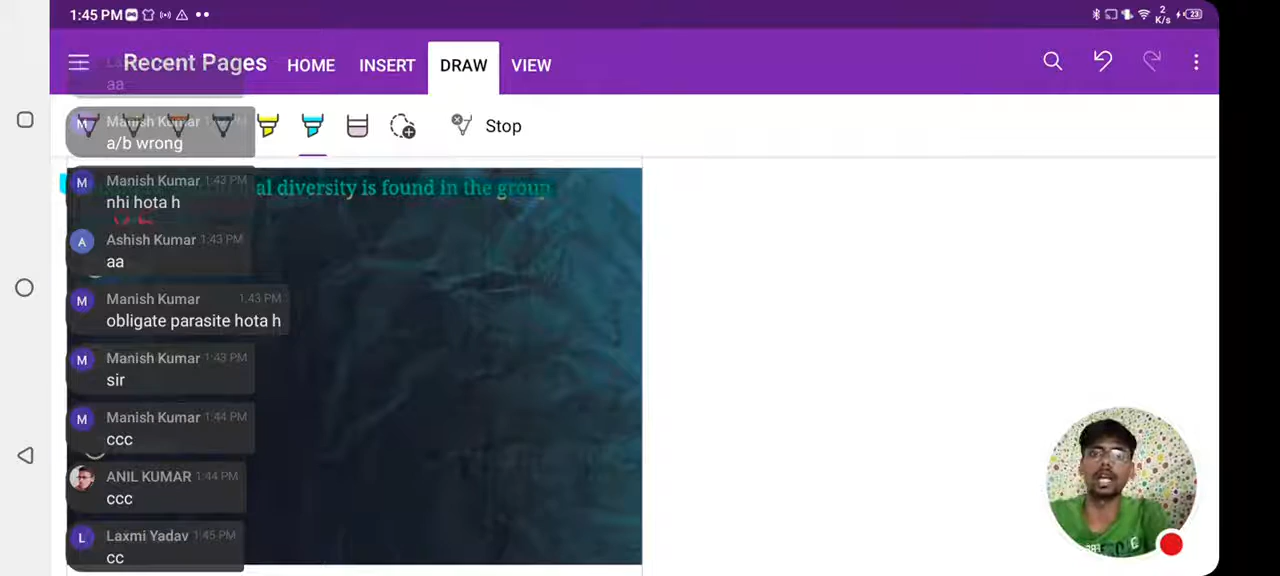 1:45 PM
2
K/s
23
Recent Pages
HOME
INSERT
DRAW
VIEW
Stop
aa
Manish Kumar
a/b wrong
Manish Kumar 1:43 PM
nhi hota h
al diversity is found in the group
Ashish Kumar 1:43 PM
aa
Manish Kumar 1:43 PM
obligate parasite hota h
Manish Kumar 1:43 PM
sir
Manish Kumar 1:44 PM
ccc
ANIL KUMAR 1:44 PM
ccc
Laxmi Yadav 1:45 PM
cc